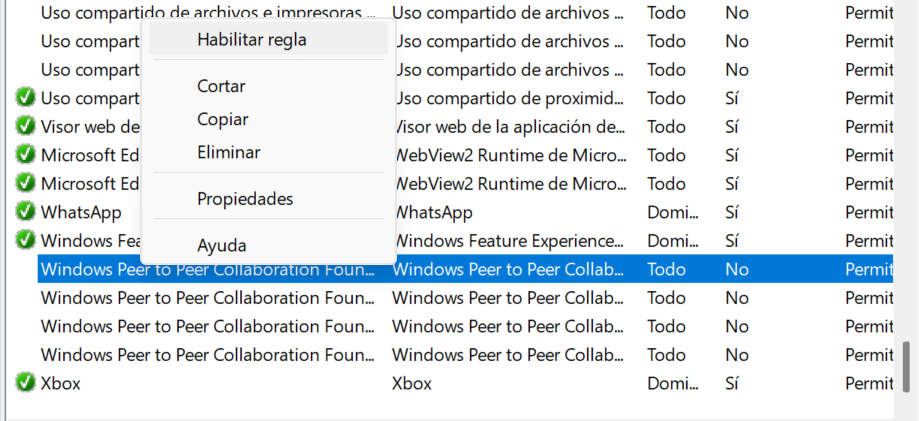 Uso compartido de archivos e impresoras ... Uso compartido de archivos ... Todo No Permit
Uso compart Uso compartido de archivos ... Todo No Permit
Uso compart Uso compartido de archivos ... Todo No Permit
Uso compart Uso compartido de proximid... Todo Sí Permit
Visor web de Visor web de la aplicación de... Todo Sí Permit
Microsoft Ed WebView2 Runtime de Micro... Todo Sí Permit
Microsoft Ed WebView2 Runtime de Micro... Todo Sí Permit
WhatsApp WhatsApp Domi... Sí Permit
Windows Fea Windows Feature Experience... Domi... Sí Permit
Windows Peer to Peer Collaboration Foun... Windows Peer to Peer Collab... Todo No Permit
Windows Peer to Peer Collaboration Foun... Windows Peer to Peer Collab... Todo No Permit
Windows Peer to Peer Collaboration Foun... Windows Peer to Peer Collab... Todo No Permit
Windows Peer to Peer Collaboration Foun... Windows Peer to Peer Collab... Todo No Permit
Xbox Xbox Domi... Sí Permit
Habilitar regla
Cortar
Copiar
Eliminar
Propiedades
Ayuda